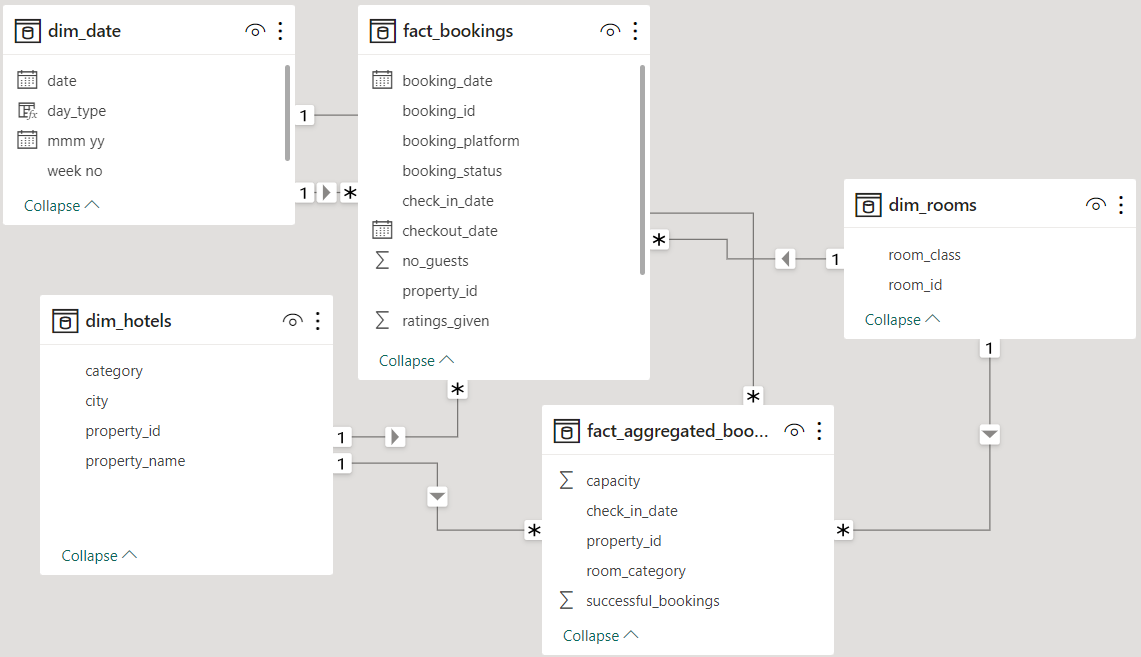 dim_date
date
day_type
mmm yy
week no
Collapse
1
1
*
fact_bookings
booking_date
booking_id
booking_platform
booking_status
check_in_date
checkout_date
no_guests
property_id
ratings_given
Collapse
*
*
1
dim_rooms
room_class
room_id
Collapse
1
dim_hotels
category
city
property_id
property_name
Collapse
1
1
*
*
*
fact_aggregated_boo...
capacity
check_in_date
property_id
room_category
successful_bookings
Collapse